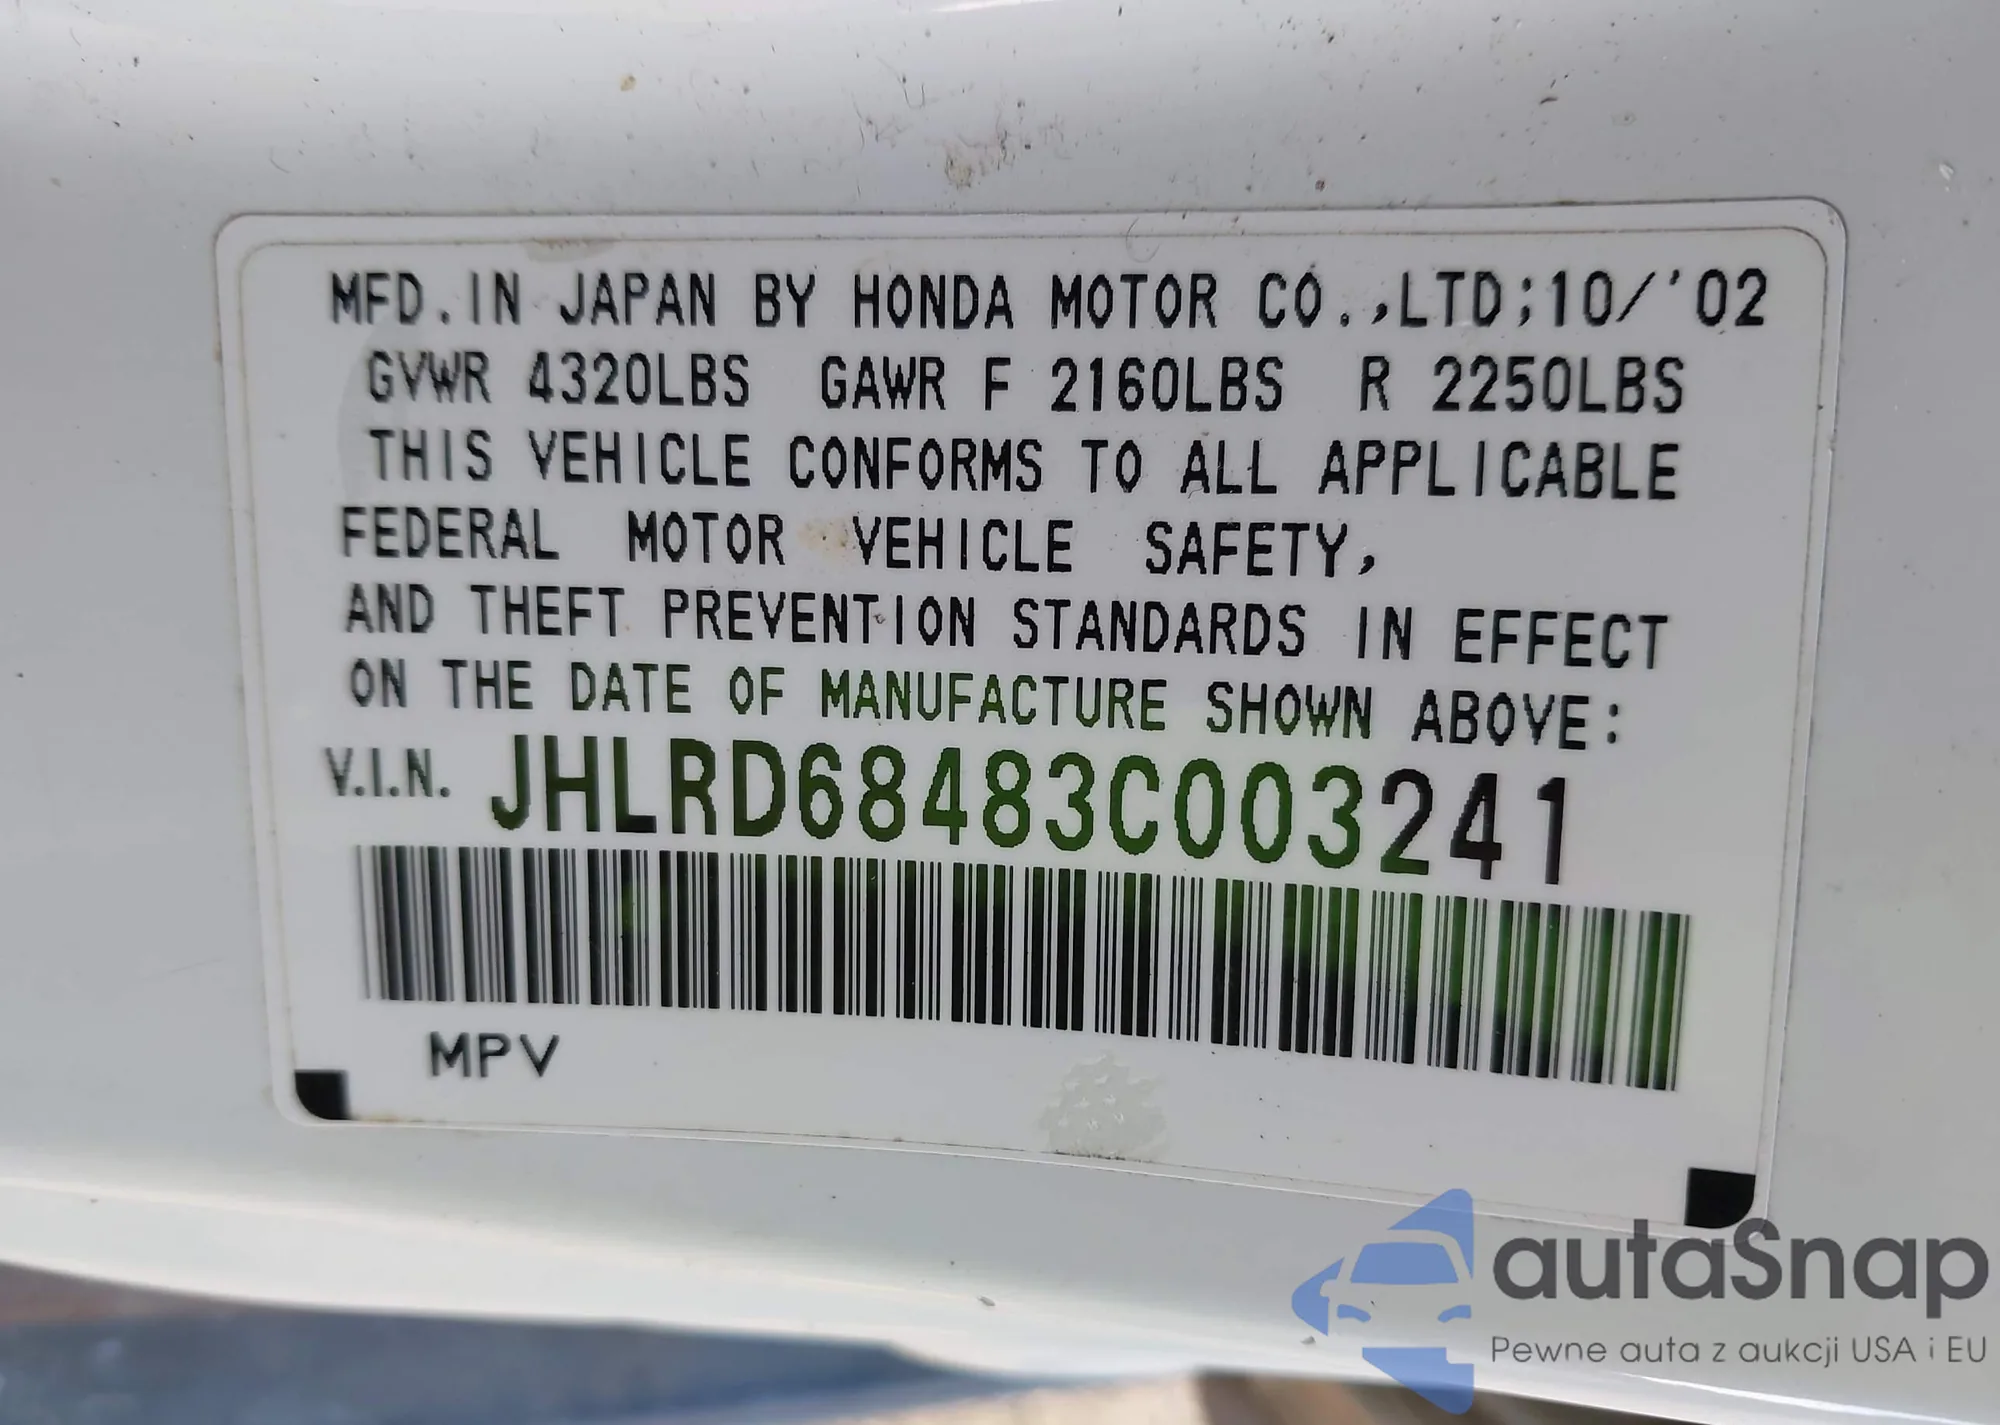 MFD.IN JAPAN BY HONDA MOTOR CO.,LTD;10/'02
GVWR 4320LBS GAWR F 2160LBS R 2250LBS
THIS VEHICLE CONFORMS TO ALL APPLICABLE
FEDERAL MOTOR VEHICLE SAFETY,
AND THEFT PREVENTION STANDARDS IN EFFECT
ON THE DATE OF MANUFACTURE SHOWN ABOVE:
V.I.N. JHLRD68483C003241
MPV
autaSnap
Pewne auta z aukcji USA i EU